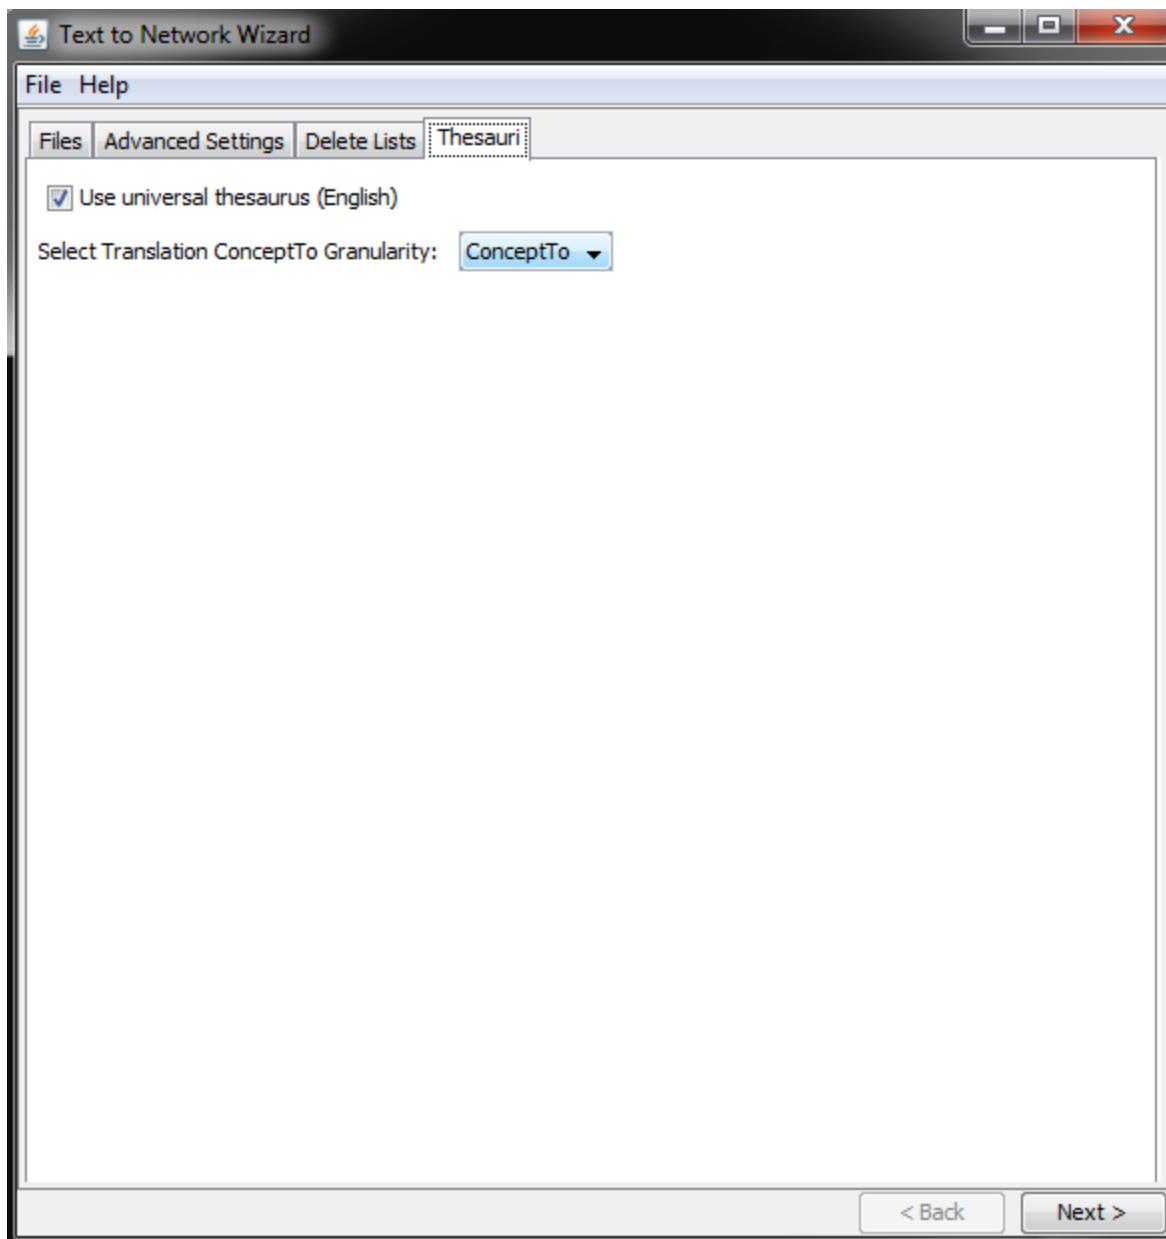 Text to Network Wizard
File Help
Files Advanced Settings Delete Lists Thesauri
Use universal thesaurus (English)
Select Translation ConceptTo Granularity: ConceptTo
< Back Next >